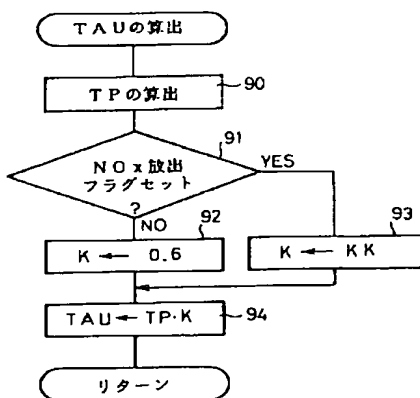 TAUの算出
TPの算出
90
91
NOx放出
フラグセット
?
YES
NO
92
K ← 0.6
93
K ← KK
TAU←TP·K
94
リターン